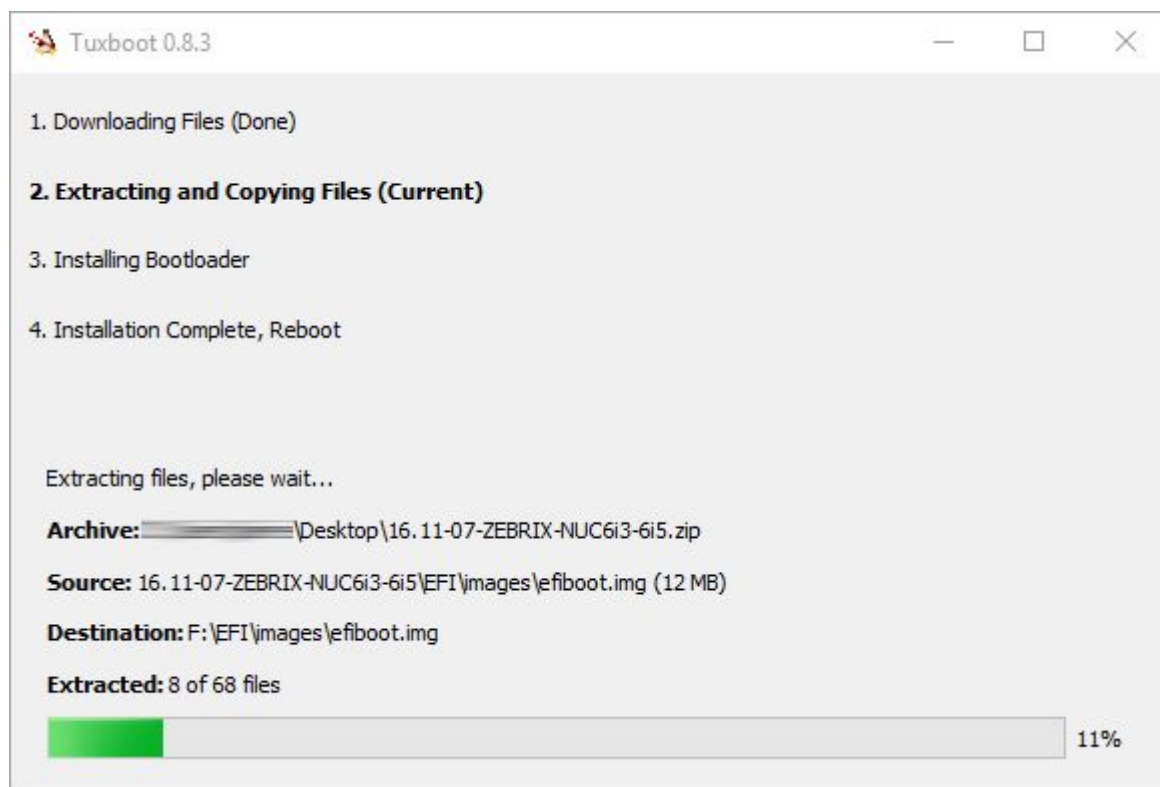 Tuxboot 0.8.3
1. Downloading Files (Done)
2. Extracting and Copying Files (Current)
3. Installing Bootloader
4. Installation Complete, Reboot
Extracting files, please wait...
Archive: \Desktop\16.11-07-ZEBRIX-NUC6i3-6i5.zip
Source: 16.11-07-ZEBRIX-NUC6i3-6i5\EFI\images\efiboot.img (12 MB)
Destination: F:\EFI\images\efiboot.img
Extracted: 8 of 68 files
11%